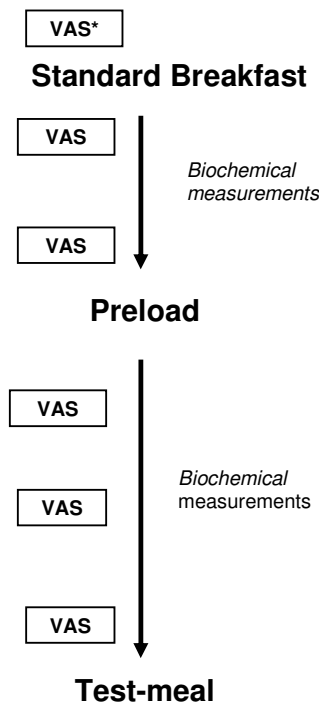 VAS*
Standard Breakfast
VAS
Biochemical
measurements
VAS
Preload
VAS
Biochemical
measurements
VAS
VAS
Test-meal